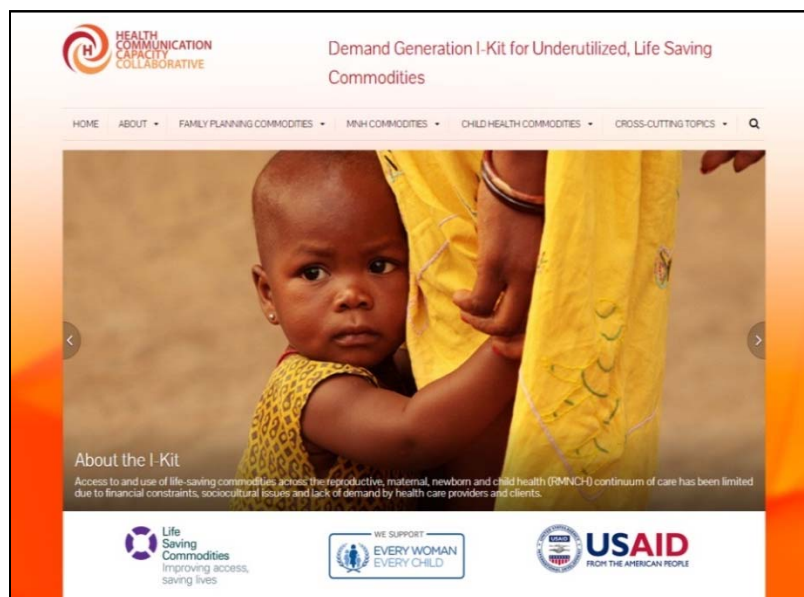 HEALTH
COMMUNICATION
CAPACITY
COLLABORATIVE
Demand Generation I-Kit for Underutilized, Life Saving
Commodities
HOME ABOUT FAMILY PLANNING COMMODITIES MNH COMMODITIES CHILD HEALTH COMMODITIES CROSS-CUTTING TOPICS
About the I-Kit
Access to and use of life-saving commodities across the reproductive, maternal, newborn and child health (RMNCH) continuum of care has been limited
due to financial constraints, sociocultural issues and lack of demand by health care providers and clients.
Life
Saving
Commodities
Improving access,
saving lives
WE SUPPORT
EVERY WOMAN
EVERY CHILD
USAID
USAID
FROM THE AMERICAN PEOPLE